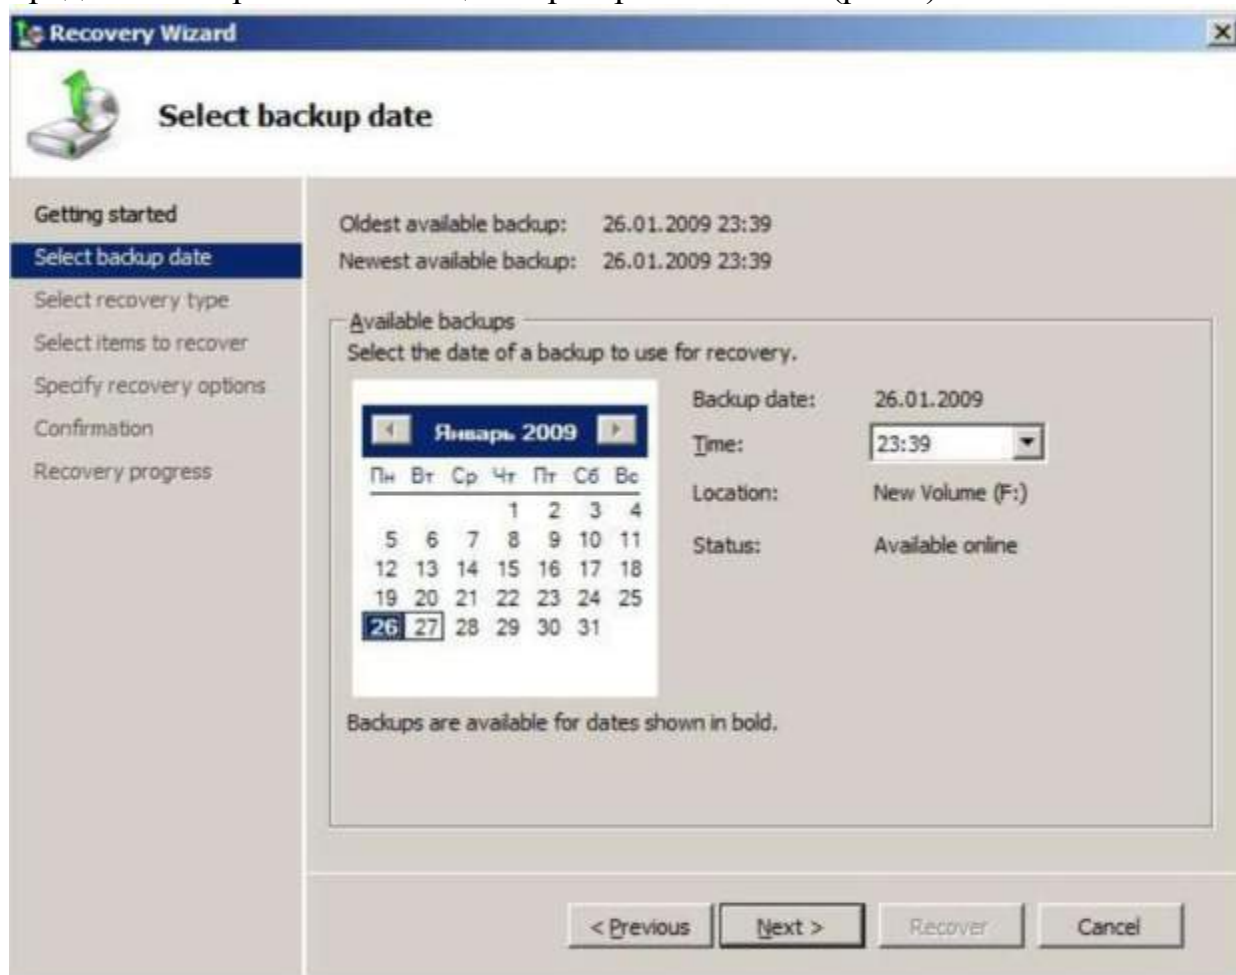 Recovery Wizard
Select backup date
Getting started
Select backup date
Select recovery type
Select items to recover
Specify recovery options
Confirmation
Recovery progress
Oldest available backup: 26.01.2009 23:39
Newest available backup: 26.01.2009 23:39
Available backups
Select the date of a backup to use for recovery.
Январь 2009
Пн Вт Ср Чт Пт Сб Вс
1 2 3 4
5 6 7 8 9 10 11
12 13 14 15 16 17 18
19 20 21 22 23 24 25
26 27 28 29 30 31
Backup date: 26.01.2009
Time: 23:39
Location: New Volume (F:)
Status: Available online
Backups are available for dates shown in bold.
< Previous Next > Recover Cancel